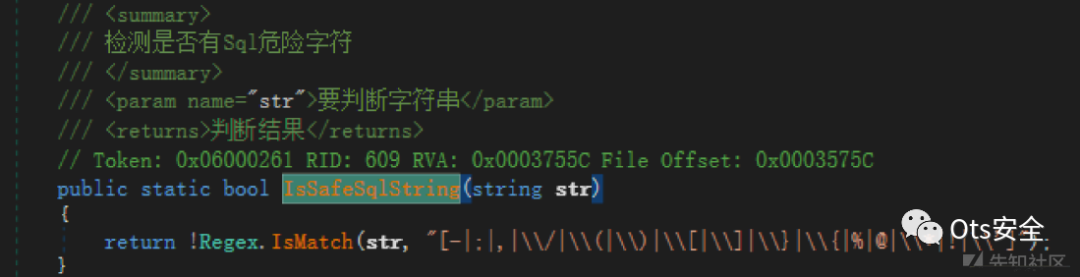 /// <summary>
/// 检测是否有Sql危险字符
/// </summary>
/// <param name="str">要判断字符串</param>
/// <returns>判断结果</returns>
// Token: 0x06000261 RID: 609 RVA: 0x0003755C File Offset: 0x0003575C
public static bool IsSafeSqlString(string str)
{
return !Regex.IsMatch(str, "[-|;|,|\\/|\\(|\\)|\\[|\\]|\\}|\\{|%|@|\\
}
Ots安全
先知社区